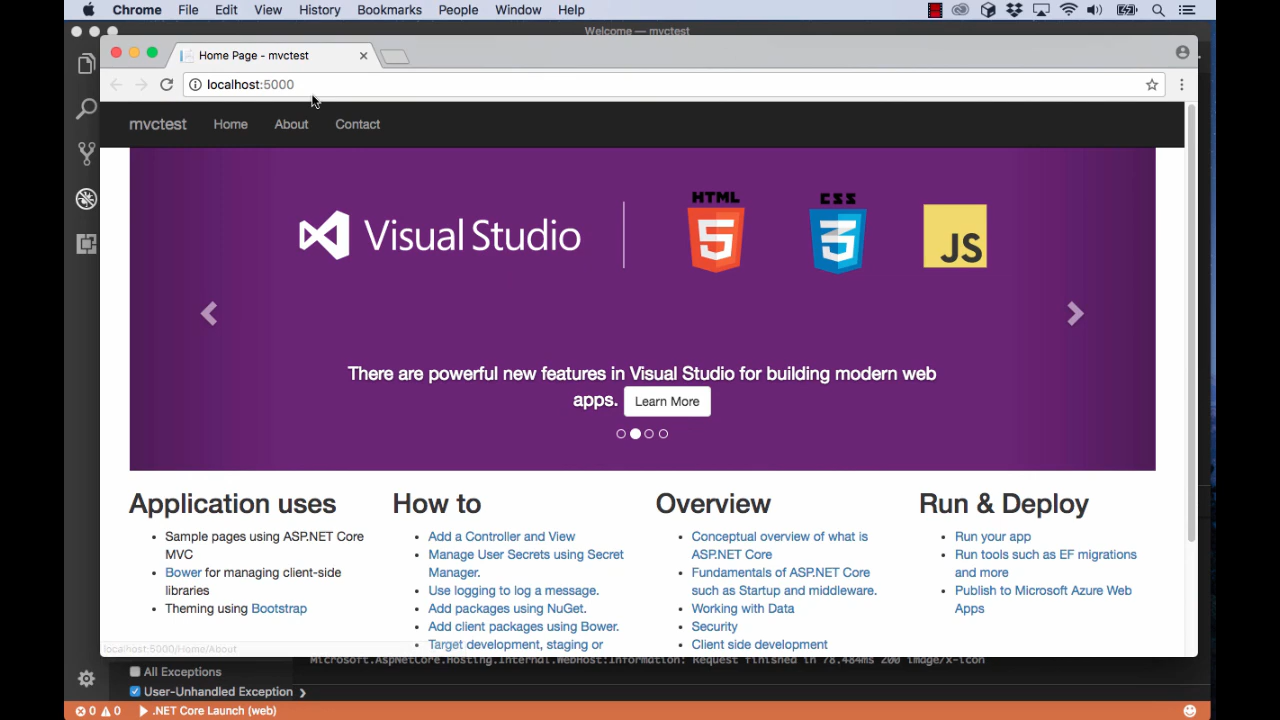 Chrome File Edit View History Bookmarks People Window Help
Welcome — mvctest
Home Page - mvctest
localhost:5000
mvctest Home About Contact
HTML
5
CSS
3
JS
Visual Studio
There are powerful new features in Visual Studio for building modern web
apps. Learn More
Application uses
Sample pages using ASP.NET Core
MVC
Bower for managing client-side
libraries
Theming using Bootstrap
How to
Add a Controller and View
Manage User Secrets using Secret
Manager.
Use logging to log a message.
Add packages using NuGet.
Add client packages using Bower.
Target development, staging or
Overview
Conceptual overview of what is
ASP.NET Core
Fundamentals of ASP.NET Core
such as Startup and middleware.
Working with Data
Security
Client side development
Run & Deploy
Run your app
Run tools such as EF migrations
and more
Publish to Microsoft Azure Web
Apps
localhost:5000/Home/About
Microsoft.AspNetCore.Hosting.Internal.WebHost:Information: Request finished in 78.484ms 200 image/x-icon
All Exceptions
User-Unhandled Exception
0 0 .NET Core Launch (web)